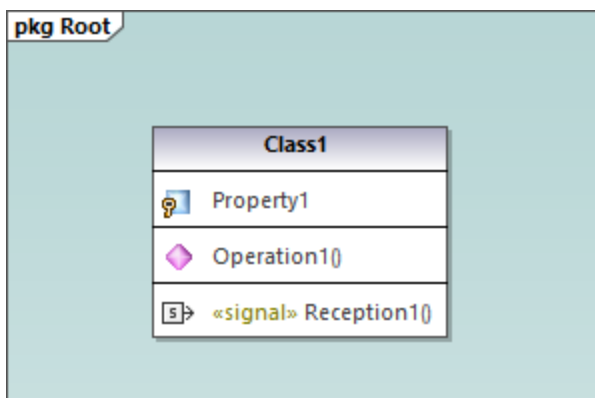 pkg Root
Class1
Property1
Operation1()
S
«signal» Reception1()